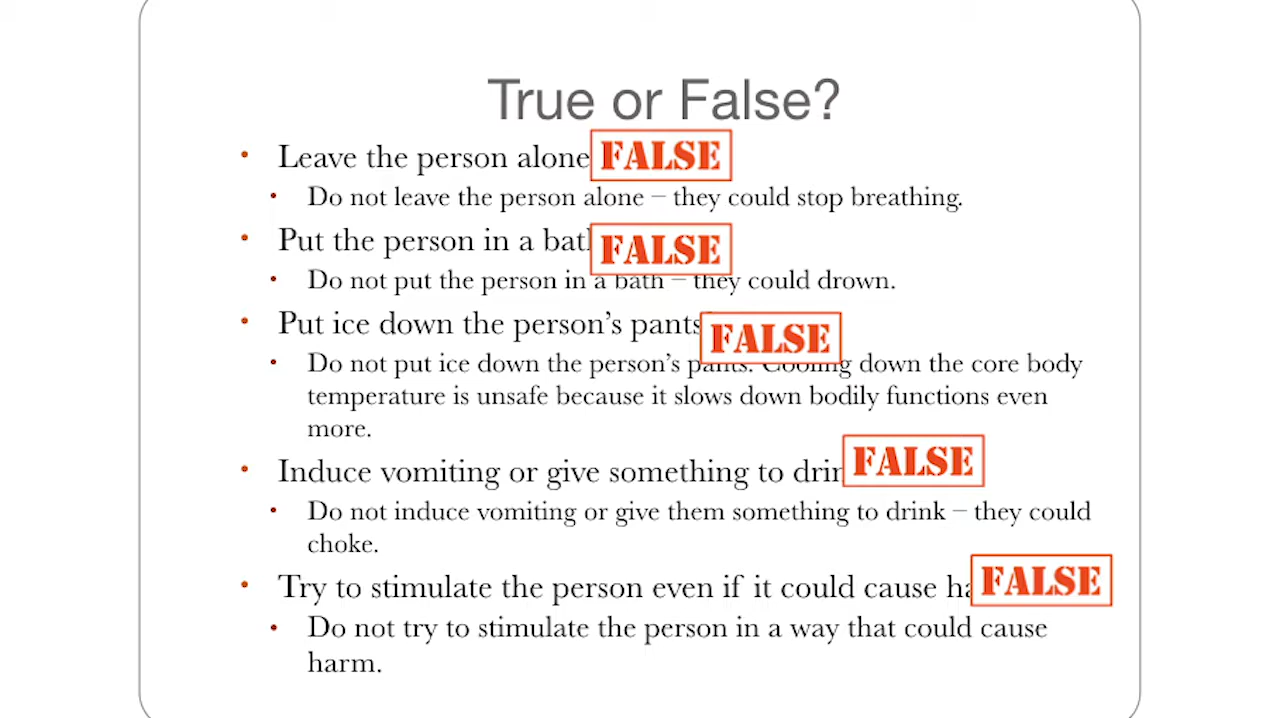 True or False?
Leave the person alone FALSE
Do not leave the person alone – they could stop breathing.
Put the person in a FALSE
Do not put the person in a bath – they could drown.
Put ice down the person's pants FALSE
Do not put ice down the person's pants. Cooling down the core body
temperature is unsafe because it slows down bodily functions even
more.
Induce vomiting or give something to FALSE
Do not induce vomiting or give them something to drink – they could
choke.
Try to stimulate the person even if it could cause FALSE
Do not try to stimulate the person in a way that could cause
harm.